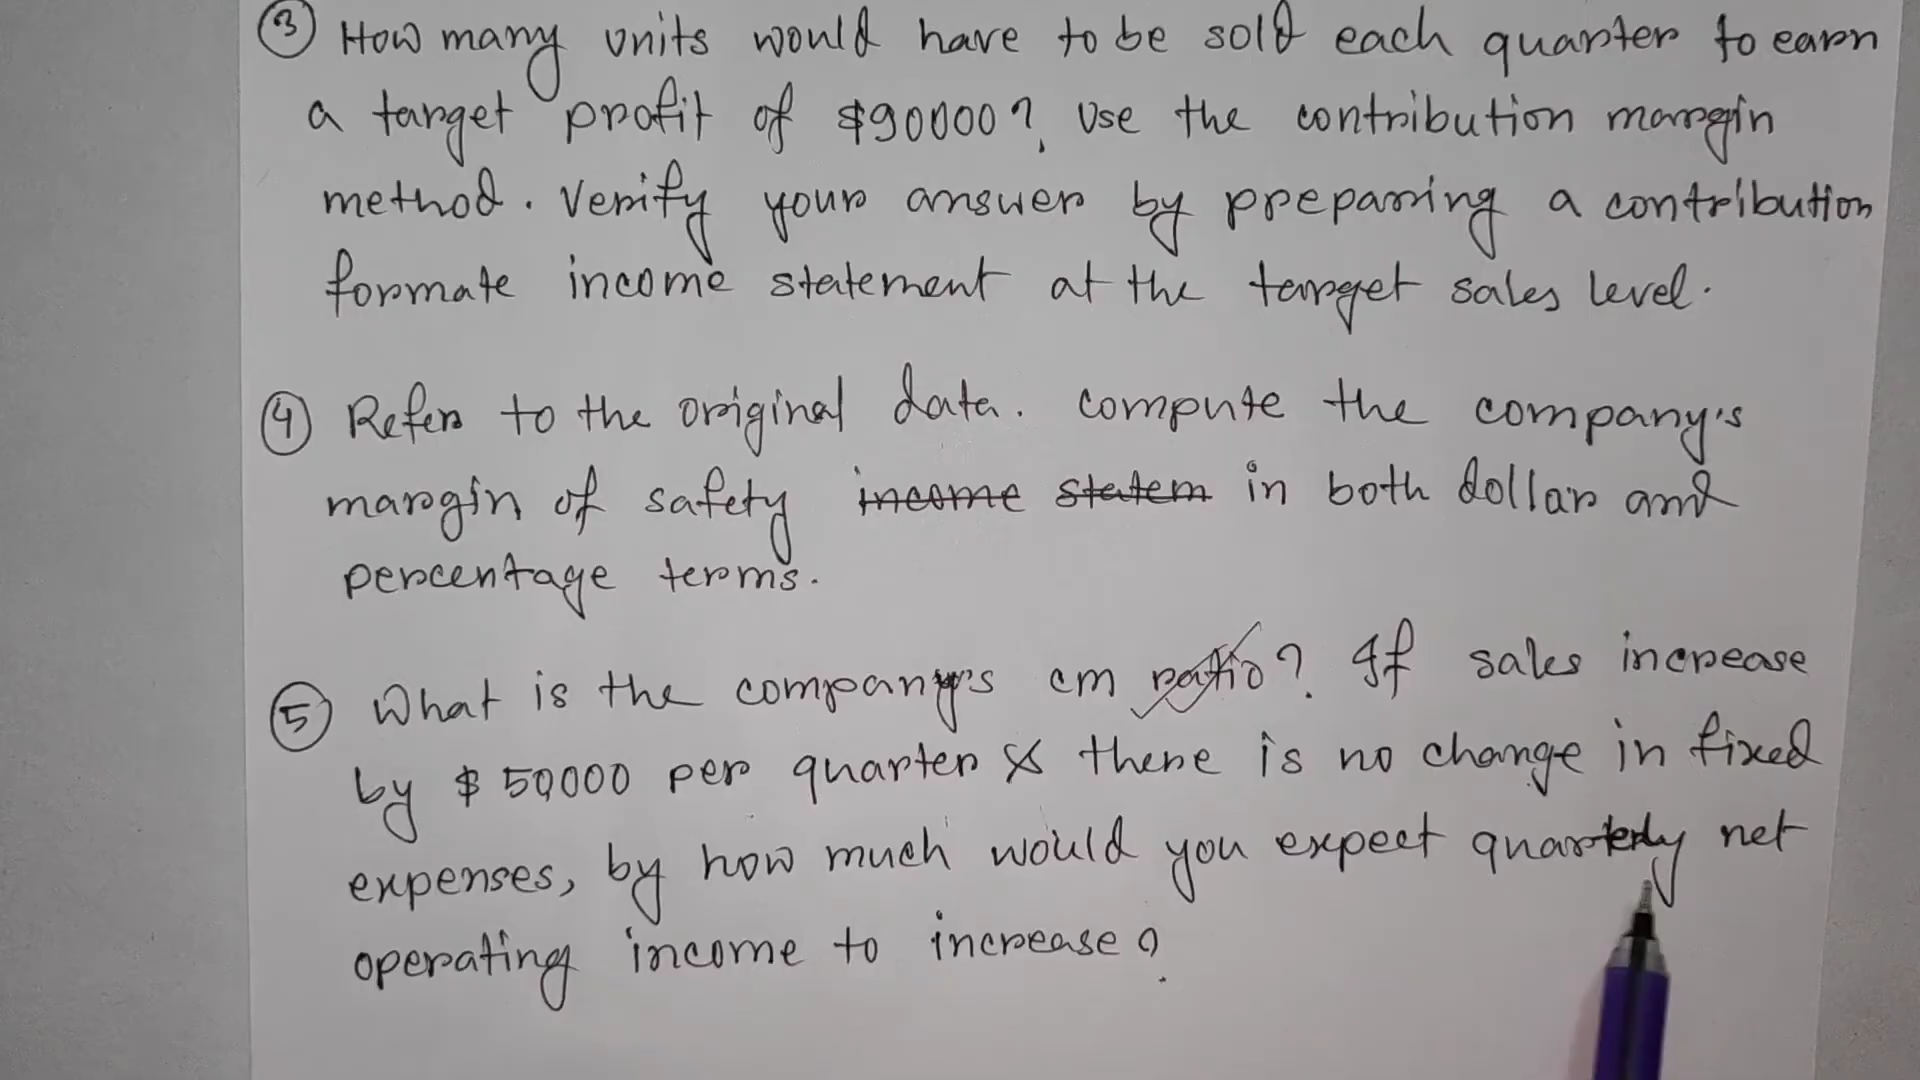 ③ How many units would have to be sold each quarter to earn
a target profit of $90000? Use the contribution margin
method. Verify your answer by preparing a contribution
formate income statement at the target sales level.
④ Refer to the original data. compute the company's
margin of safety income statem in both dollar and
percentage terms.
⑤ What is the company's cm ratio? If sales increase
by $50,000 per quarter & there is no change in fixed
expenses, by how much would you expect quarterly net
operating income to increase?